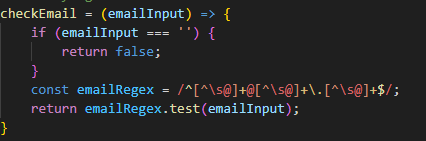 checkEmail = (emailInput) => {
if (emailInput === '') {
return false;
}
const emailRegex = /^[^\s@]+@[^\s@]+\.[^\s@]+$/;
return emailRegex.test(emailInput);
}